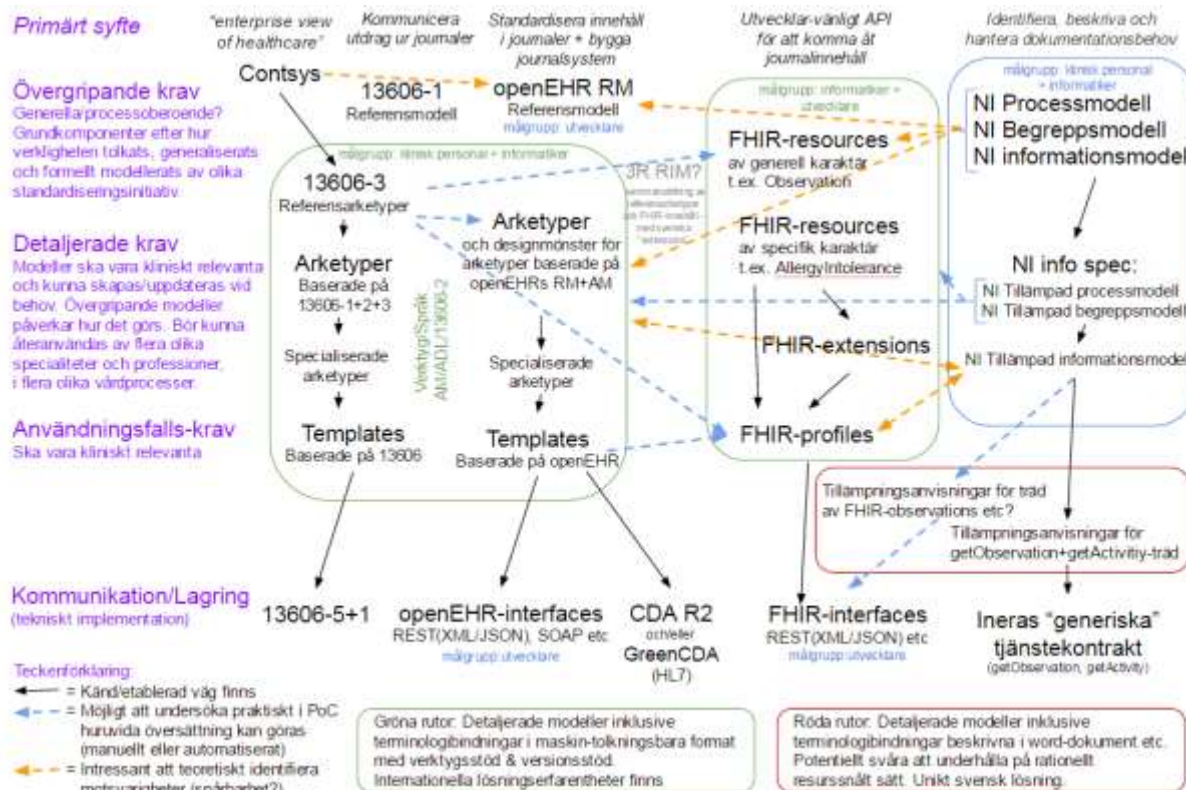 Primärt syfte
"enterprise view
of healthcare"
Kommunicera
utdrag ur journaler
Standardisera innehåll
i journaler + bygga
journalsystem
Utvecklar-vänligt API
för att komma åt
journalinnehåll
Identifiera, beskriva och
hantera dokumentationsbehov
Övergripande krav
Generella/processoberoende?
Grundkomponenter efter hur
verkligheten tolkats, generaliserats
och formellt modellerats av olika
standardiseringsinitiativ.
Contsys
13606-1
Referensmodell
openEHR RM
Referensmodell
målgrupp: utvecklare
målgrupp: informatiker +
utvecklare
FHIR-resources
av generell karaktär
t.ex. Observation
målgrupp: klinisk personal
+ informatiker
NI Processmodell
NI Begreppsmodell
NI informationsmodell
målgrupp: klinisk personal + informatiker
13606-3
Referensarketyper
JR RIM?
Detaljerade krav
Modeller ska vara kliniskt relevanta
och kunna skapas/uppdateras vid
behov. Övergripande modeller
påverkar hur det görs. Bör kunna
återanvändas av flera olika
specialiteter och professioner,
i flera olika vårdprocesser.
Arketyper
Baserade på
13606-1+2+3
Specialiserade
arketyper
Verktyg/Språk
AM/ADL/13606-2
Arketyper
och designmönster för
arketyper baserade på
openEHRs RM+AM
Specialiserade
arketyper
FHIR-resources
av specifik karaktär
t.ex. AllergyIntolerance
FHIR-extensions
NI info spec:
NI Tillämpad processmodell
NI Tillämpad begreppsmodell
NI Tillämpad informationsmodell
Användningsfalls-krav
Ska vara kliniskt relevanta
Templates
Baserade på 13606
Templates
Baserade på openEHR
FHIR-profiles
Tillämpningsanvisningar för träd
av FHIR-observations etc?
Tillämpningsanvisningar för
getObservation+getActivitiy-träd
Kommunikation/Lagring
(tekniskt implementation)
13606-5+1
openEHR-interfaces
REST(XML/JSON), SOAP etc
målgrupp:utvecklare
CDA R2
och/eller
GreenCDA
(HL7)
FHIR-interfaces
REST(XML/JSON) etc
målgrupp:utvecklare
Ineras "generiska"
tjänstekontrakt
(getObservation, getActivity)
Teckenförklaring:
= Känd/etablerad väg finns
= Möjligt att undersöka praktiskt i PoC
huruvida översättning kan göras
(manuellt eller automatiserat)
= Intressant att teoretiskt identifiera
motsvarigheter (spårbarhet?)
Gröna rutor: Detaljerade modeller inklusive
terminologibindningar i maskin-tolkningsbara format
med verktygsstöd & versionsstöd.
Internationella lösningserfarentheter finns
Röda rutor: Detaljerade modeller inklusive
terminologibindningar beskrivna i word-dokument etc.
Potentiellt svåra att underhålla på rationellt
resurssnålt sätt. Unikt svensk lösning.